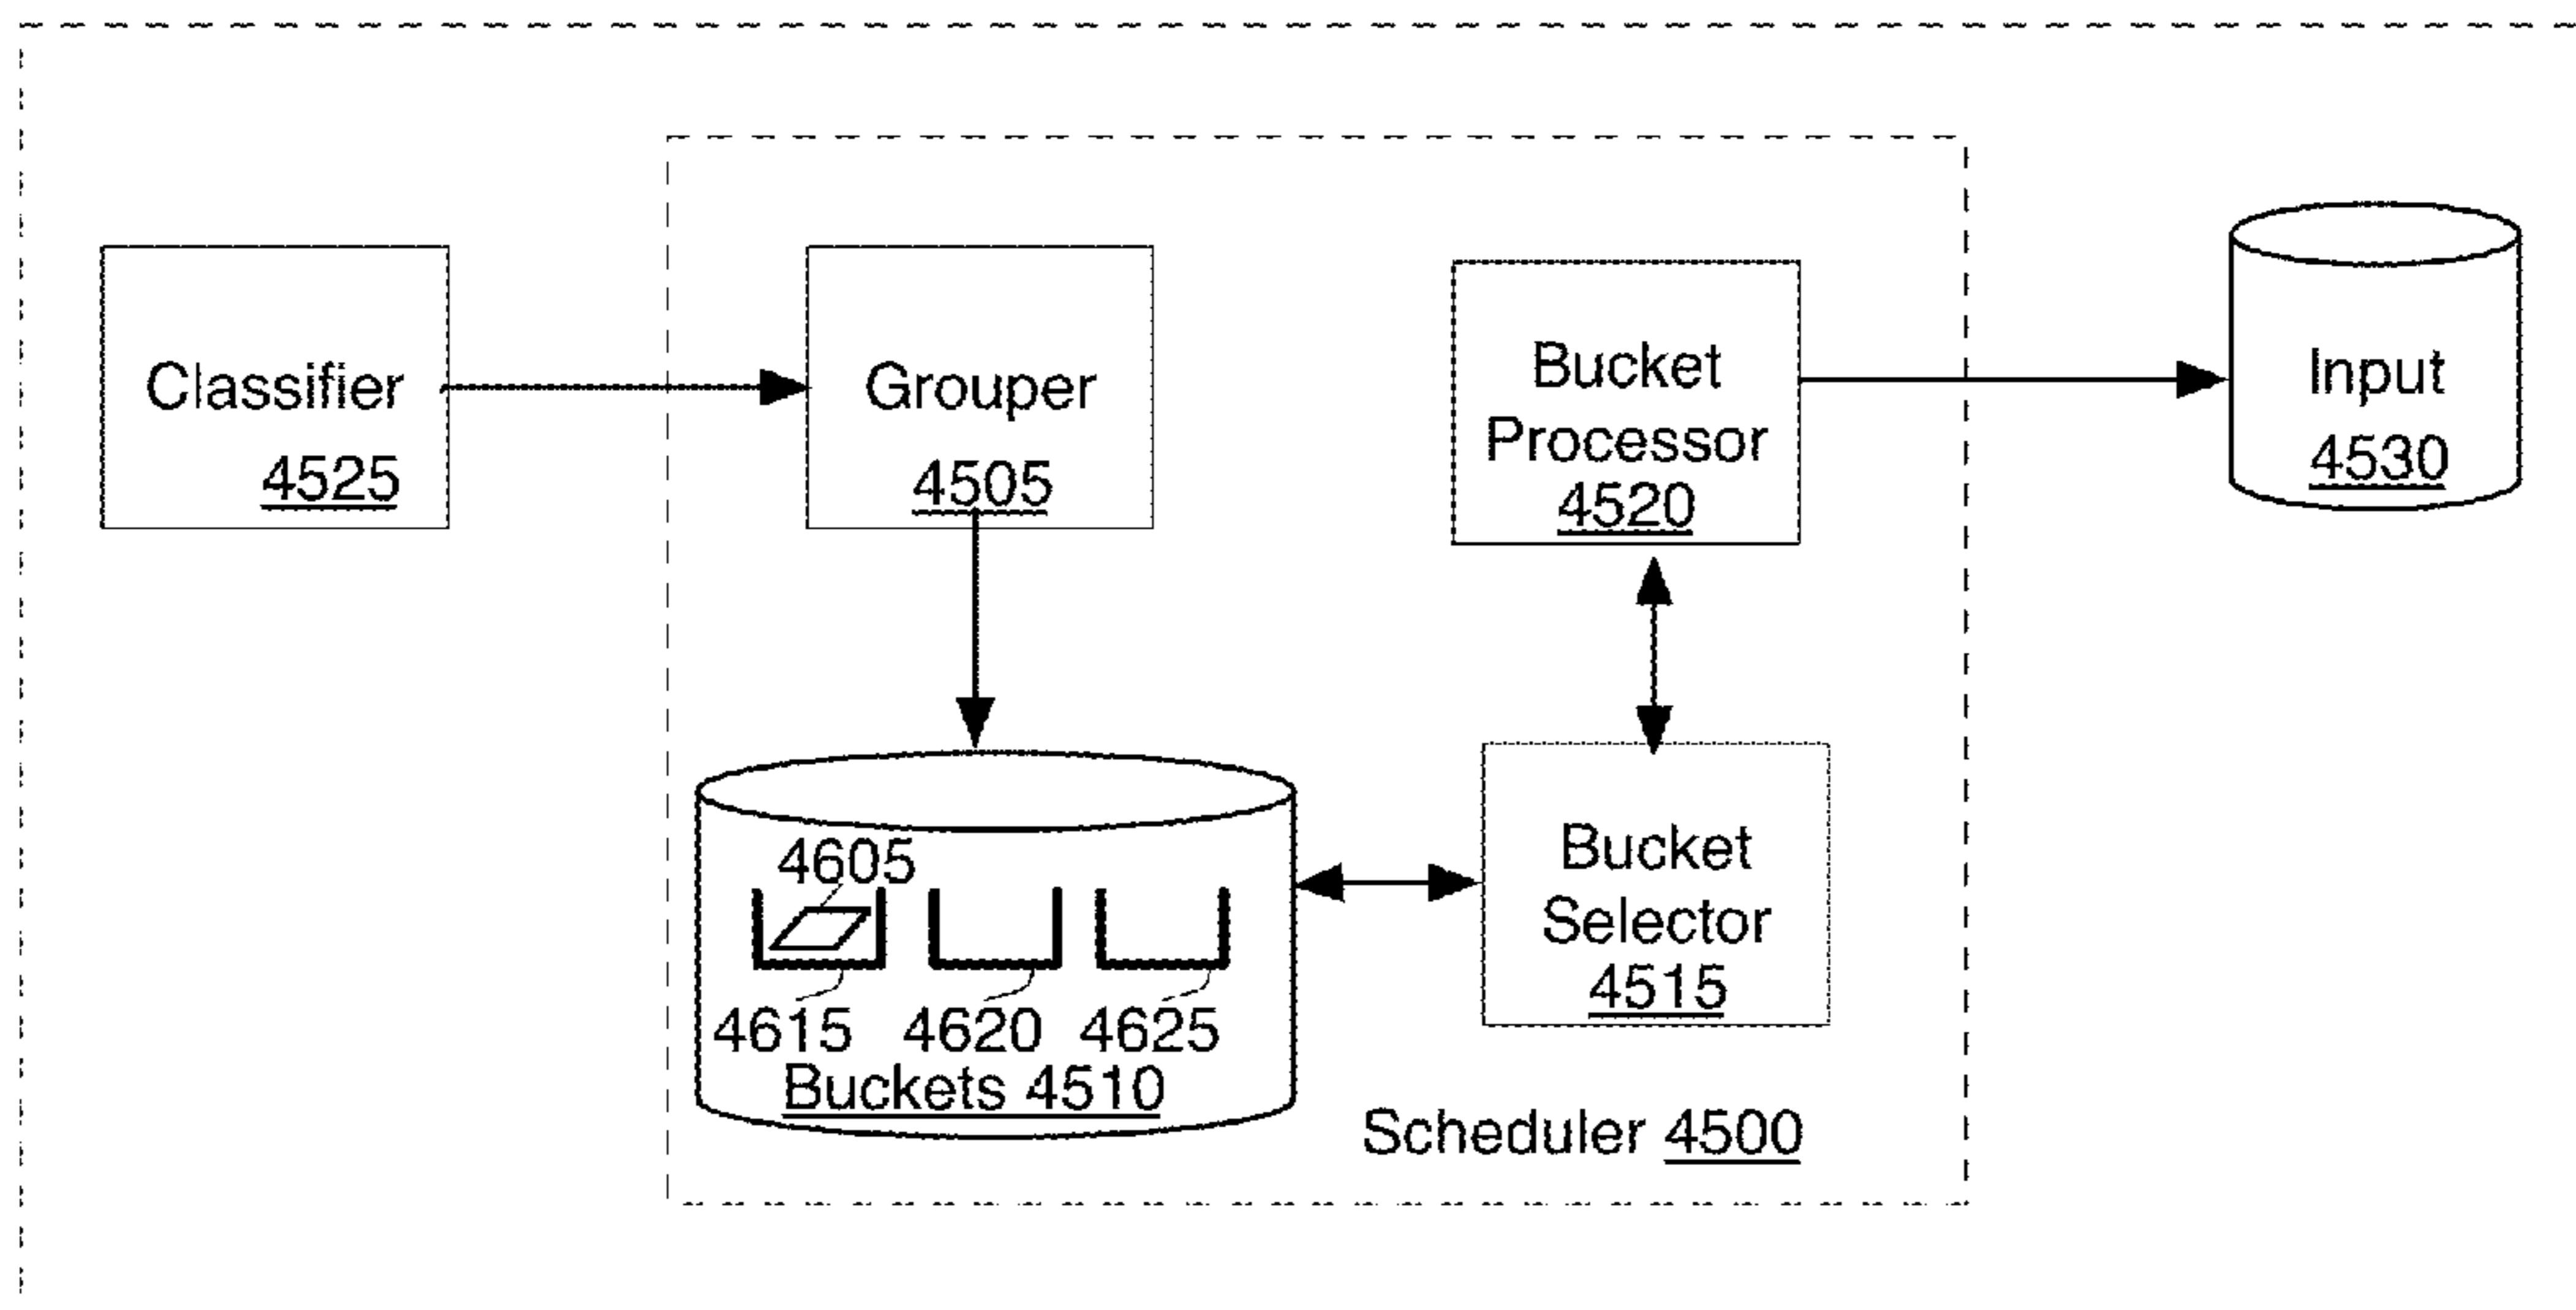 Classifier
4525
Grouper
4505
Bucket
Processor
4520
Input
4530
4605
4615 4620 4625
Buckets 4510
Bucket
Selector
4515
Scheduler 4500